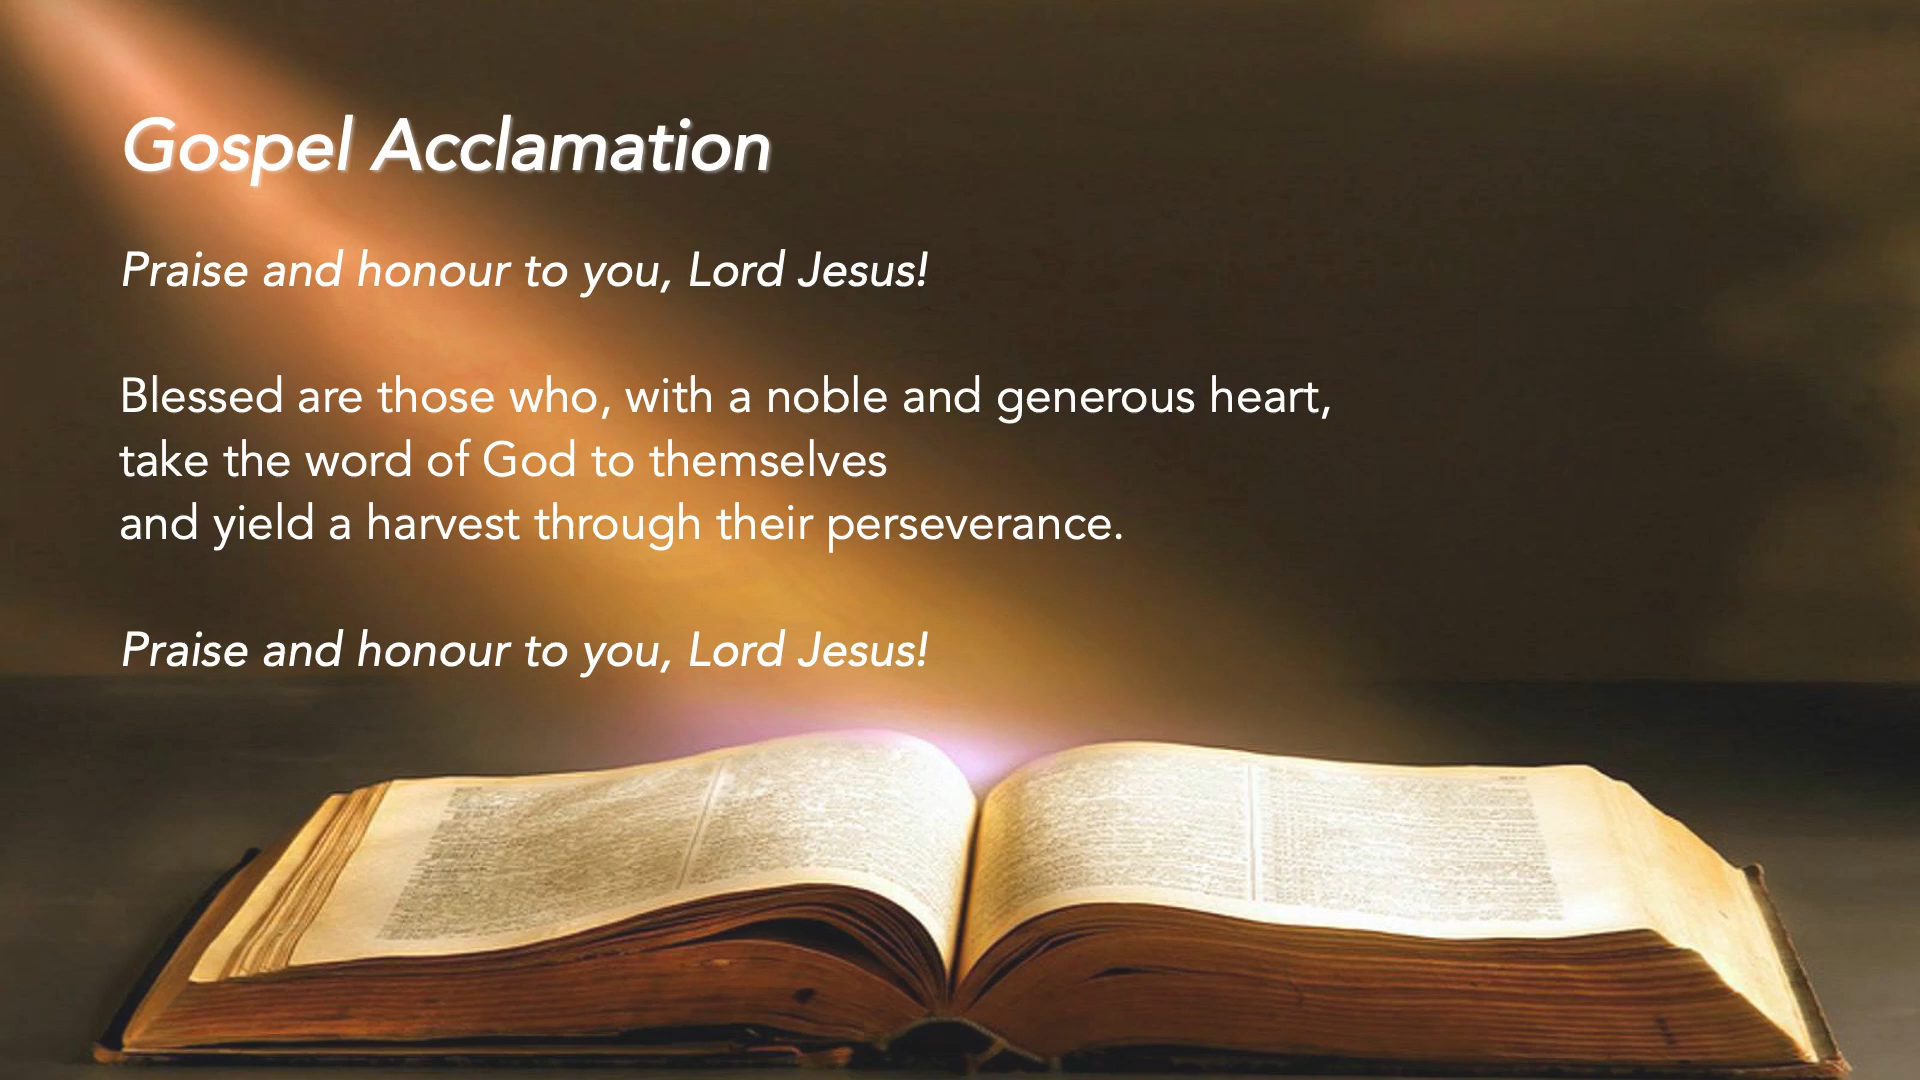 Gospel Acclamation
Praise and honour to you, Lord Jesus!
Blessed are those who, with a noble and generous heart,
take the word of God to themselves
and yield a harvest through their perseverance.
Praise and honour to you, Lord Jesus!